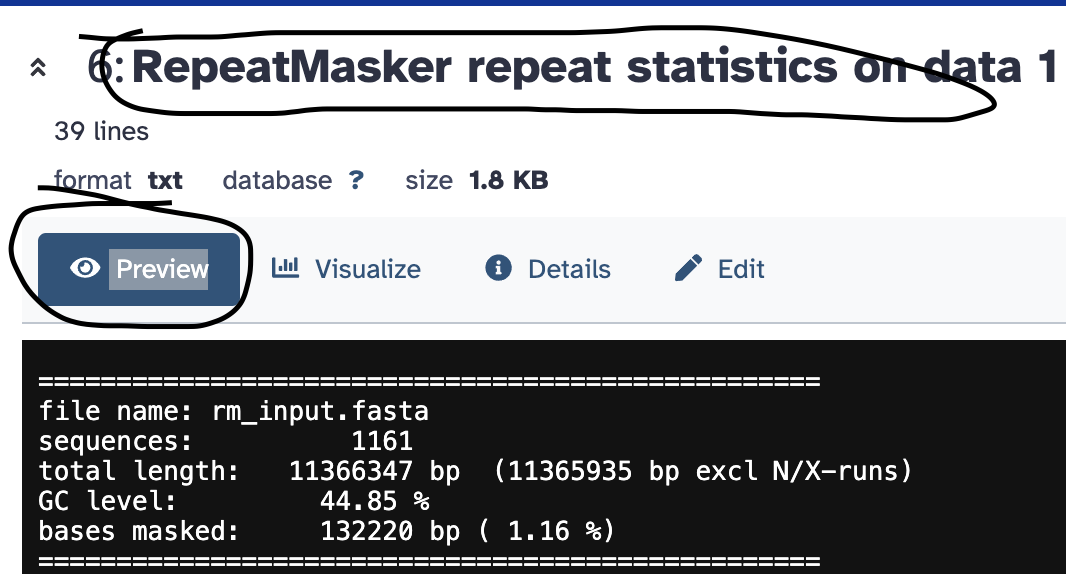 6: RepeatMasker repeat statistics on data 1
39 lines
format txt database ? size 1.8 KB
Preview Visualize Details Edit
==================================================
file name: rm_input.fasta
sequences: 1161
total length: 11366347 bp (11365935 bp excl N/X-runs)
GC level: 44.85 %
bases masked: 132220 bp ( 1.16 %)
==================================================